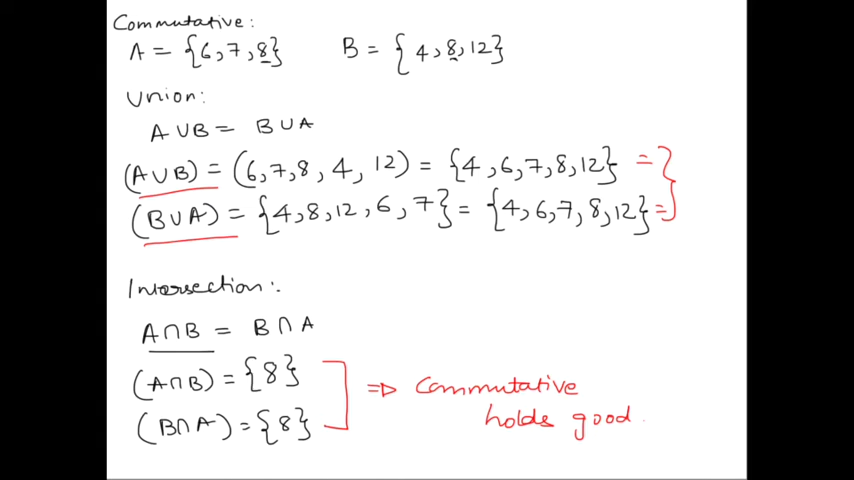 Commutative:
A = {6,7,8} B = {4,8,12}
Union:
A∪B = B∪A
(A∪B) = (6,7,8,4,12) = {4,6,7,8,12} =
(B∪A) = {4,8,12,6,7} = {4,6,7,8,12} =
Intersection:
A∩B = B∩A
(A∩B) = {8}
(B∩A) = {8}
⇒ Commutative
holds good